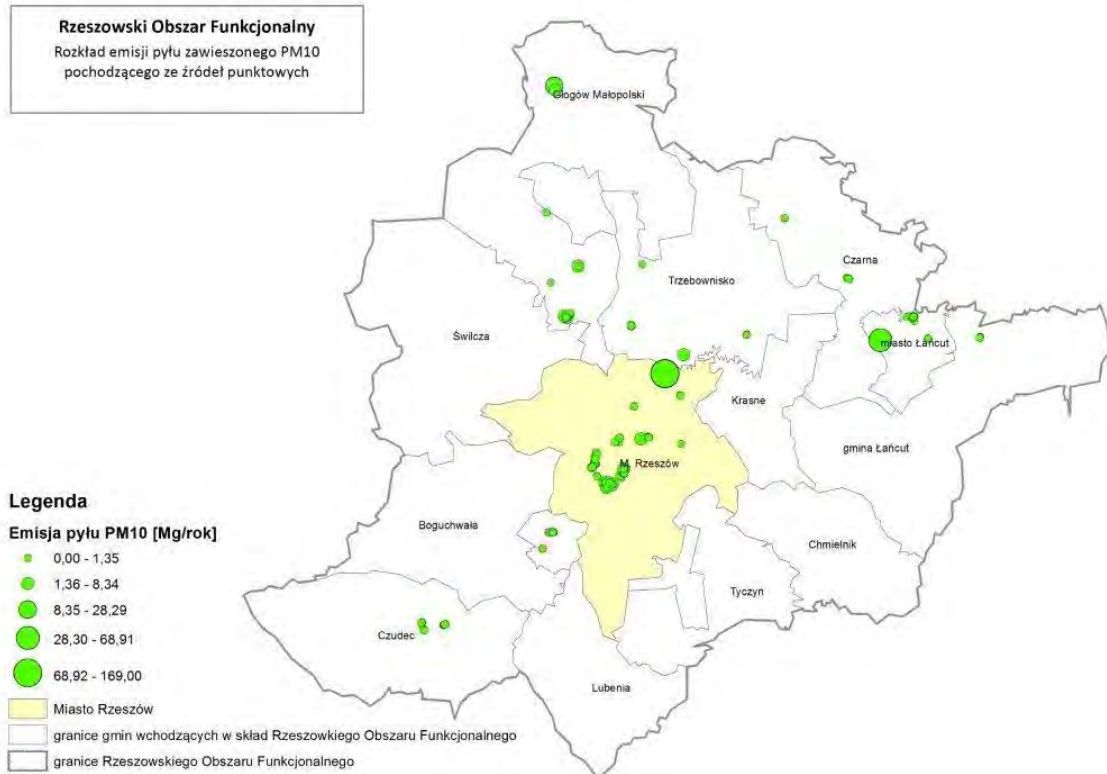 Rzeszowski Obszar Funkcjonalny
Rozkład emisji pyłu zawieszonego PM10
pochodzącego ze źródeł punktowych
Głogów Małopolski
Czarna
Trzebownisko
Świlcza
miasto Łańcut
Krasne
gmina Łańcut
M. Rzeszów
Boguchwała
Chmielnik
Tyczyn
Czudec
Lubenia
Legenda
Emisja pyłu PM10 [Mg/rok]
0,00 - 1,35
1,36 - 8,34
8,35 - 28,29
28,30 - 68,91
68,92 - 169,00
Miasto Rzeszów
granice gmin wchodzących w skład Rzeszowkiego Obszaru Funkcjonalnego
granice Rzeszowskiego Obszaru Funkcjonalnego